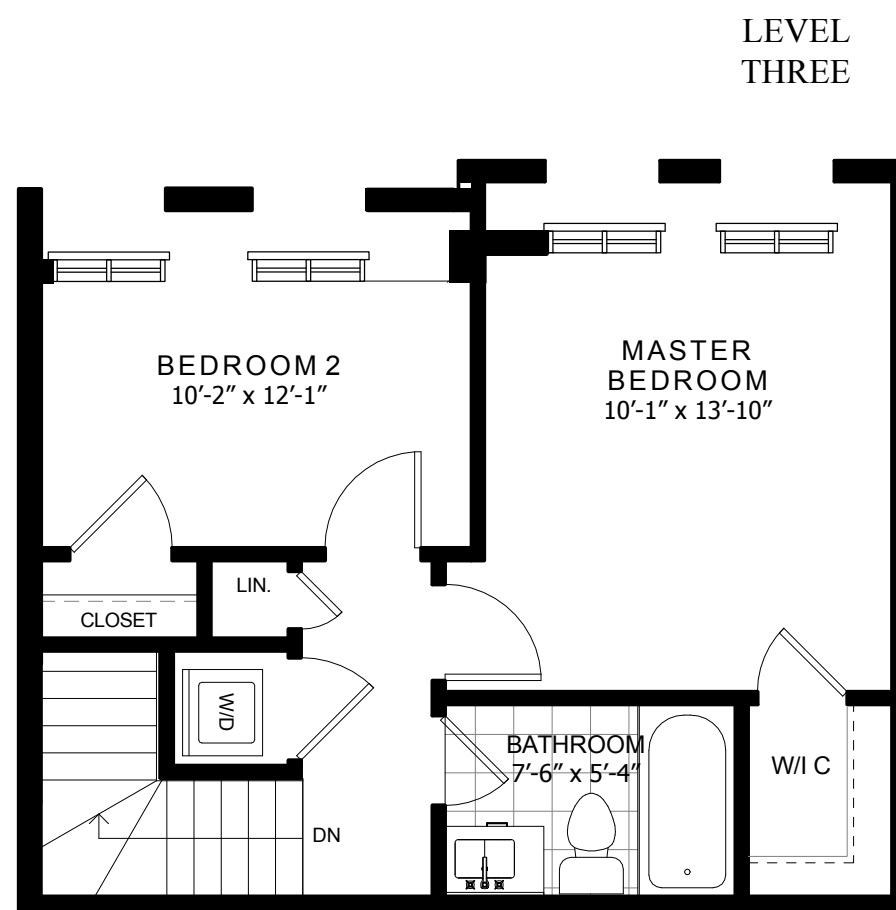 LEVEL
THREE
BEDROOM 2
10′-2″ x 12′-1″
MASTER
BEDROOM
10′-1″ x 13′-10″
LIN.
CLOSET
W/D
BATHROOM
7′-6″ x 5′-4″
W/I C
DN